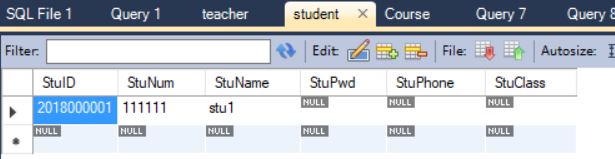 SQL File 1 Query 1 teacher student × Course Query 7 Query 8
Filter: Edit: File: Autosize:
StuID StuNum StuName StuPwd StuPhone StuClass
2018000001 111111 stu1 NULL NULL NULL
NULL NULL NULL NULL NULL NULL